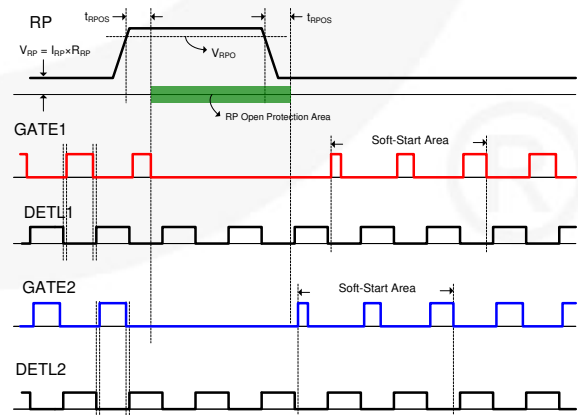 RP
tRPOS
tRPOS
VRP = IRP×RRP
VRPO
RP Open Protection Area
GATE1
Soft-Start Area
DETL1
GATE2
Soft-Start Area
DETL2
®